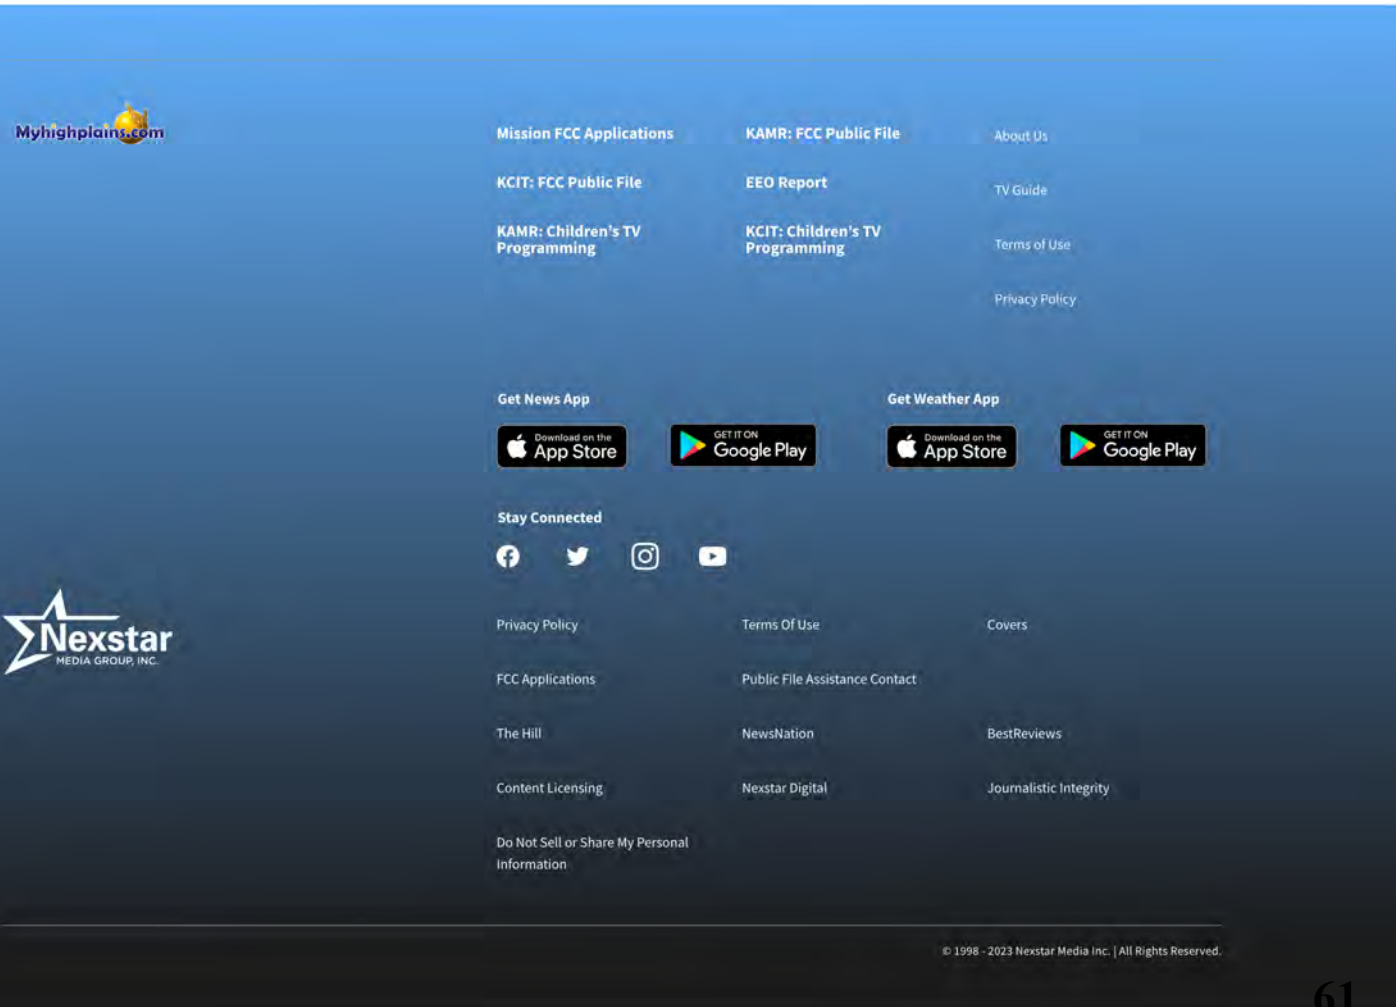 Myhighplains.com
Mission FCC Applications
KAMR: FCC Public File
About Us
KCIT: FCC Public File
EEO Report
TV Guide
KAMR: Children's TV
Programming
KCIT: Children's TV
Programming
Terms of Use
Privacy Policy
Get News App
Get Weather App
Download on the
App Store
GET IT ON
Google Play
Download on the
App Store
GET IT ON
Google Play
Stay Connected
Nexstar
MEDIA GROUP, INC.
Privacy Policy
Terms Of Use
Covers
FCC Applications
Public File Assistance Contact
The Hill
NewsNation
BestReviews
Content Licensing
Nexstar Digital
Journalistic Integrity
Do Not Sell or Share My Personal
Information
© 1998 - 2023 Nexstar Media Inc. | All Rights Reserved.
61